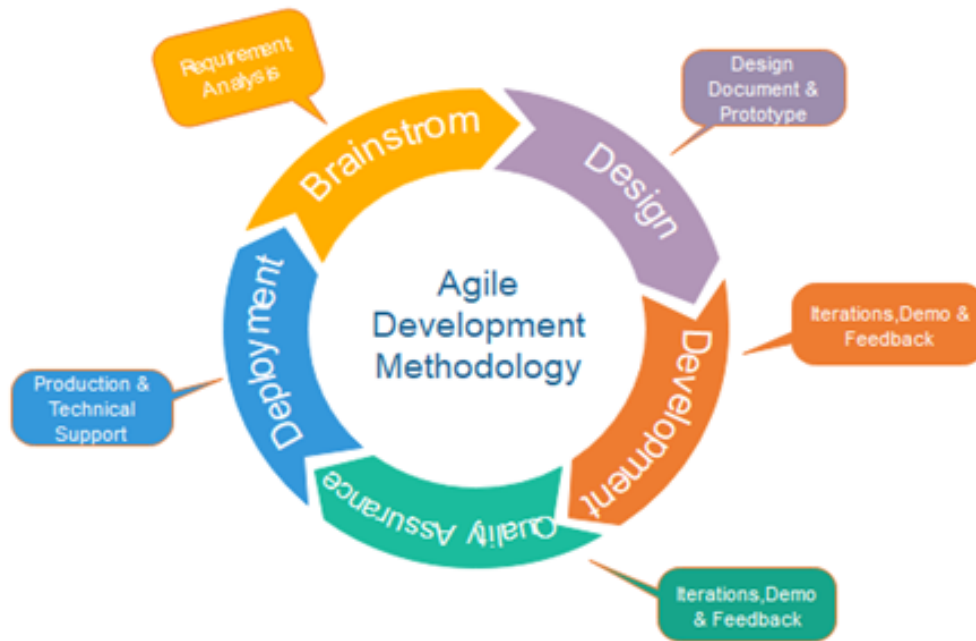 Requirement
Analysis
Brainstrom
Design
Document &
Prototype
Design
Agile
Development
Methodology
Iterations,Demo &
Feedback
Development
Deployment
Production &
Technical
Support
Quality Assurance
Iterations,Demo
& Feedback